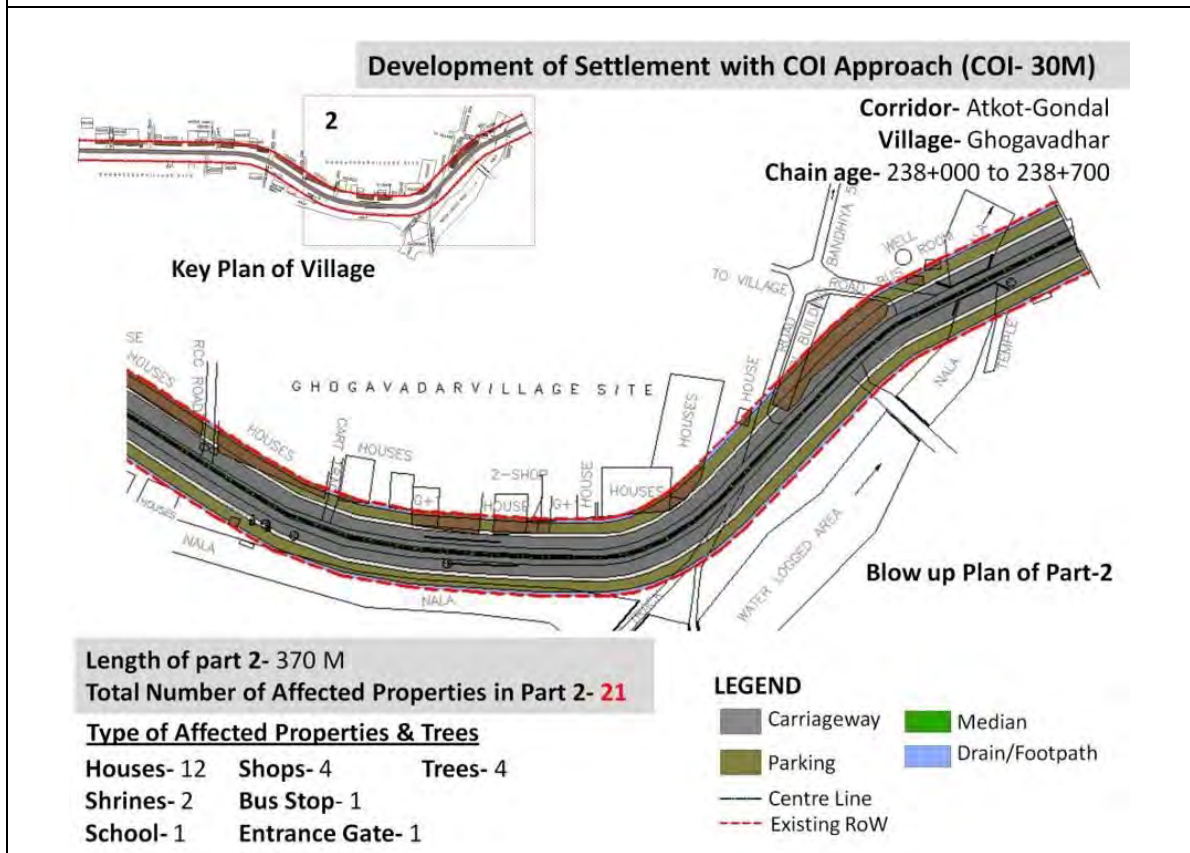 Development of Settlement with COI Approach (COI- 30M)
Corridor- Atkot-Gondal
Village- Ghogavadhar
Chain age- 238+000 to 238+700
2
Key Plan of Village
BANDHIYA
WELL
ROOM
BUS
ROAD
TO VILLAGE
ROAD
BUILDING
HOUSE
SE
HOUSES
RCC ROAD
GHOGAVADARVILLAGE SITE
HOUSES
HOUSES
CART
HOUSES
2-SHOP
G+
HOUSE
G+
HOUSE
HOUSES
TEMPLE
NALA
HOUSES
NALA
NALA
WATER LOGGED AREA
Blow up Plan of Part-2
Length of part 2- 370 M
Total Number of Affected Properties in Part 2- 21
Type of Affected Properties & Trees
Houses- 12 Shops- 4 Trees- 4
Shrines- 2 Bus Stop- 1
School- 1 Entrance Gate- 1
LEGEND
Carriageway Median
Parking Drain/Footpath
Centre Line
Existing RoW